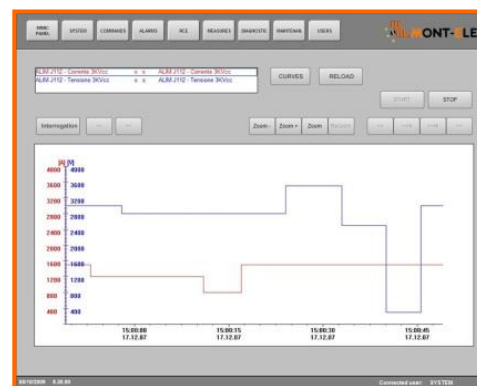 MIMIC PANEL SYSTEM COMMANDS ALARMS RCE MEASURES DIAGNOSTIC MAINTENAN. USERS
MONT-ELE
ALIM J112 - Corrente 3KVcc x x ALIM J112 - Corrente 3KVcc
ALIM J112 - Tensione 3KVcc x x ALIM J112 - Tensione 3KVcc
CURVES RELOAD
START STOP
Interrogation Zoom - Zoom + Zoom
[A] [V]
4000 4000
3600 3600
3200 3200
2800 2800
2400 2400
2000 2000
1600 1600
1200 1200
800 800
400 400
15:00:00 15:00:15 15:00:30 15:00:45
17.12.07 17.12.07 17.12.07 17.12.07
Connected user: SYSTEM